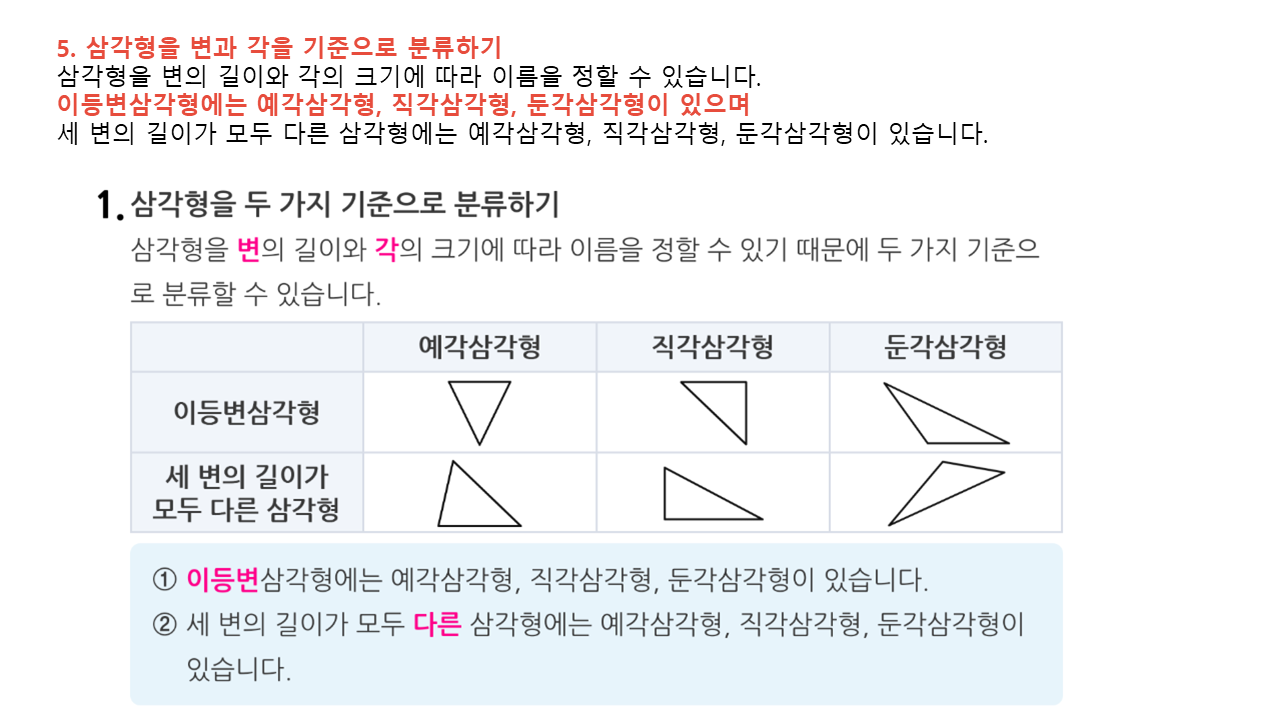 5. 삼각형을 변과 각을 기준으로 분류하기
삼각형을 변의 길이와 각의 크기에 따라 이름을 정할 수 있습니다.
이등변삼각형에는 예각삼각형, 직각삼각형, 둔각삼각형이 있으며
세 변의 길이가 모두 다른 삼각형에는 예각삼각형, 직각삼각형, 둔각삼각형이 있습니다.
1. 삼각형을 두 가지 기준으로 분류하기
삼각형을 변의 길이와 각의 크기에 따라 이름을 정할 수 있기 때문에 두 가지 기준으
로 분류할 수 있습니다.
예각삼각형 직각삼각형 둔각삼각형
이등변삼각형
세 변의 길이가
모두 다른 삼각형
① 이등변삼각형에는 예각삼각형, 직각삼각형, 둔각삼각형이 있습니다.
② 세 변의 길이가 모두 다른 삼각형에는 예각삼각형, 직각삼각형, 둔각삼각형이
있습니다.